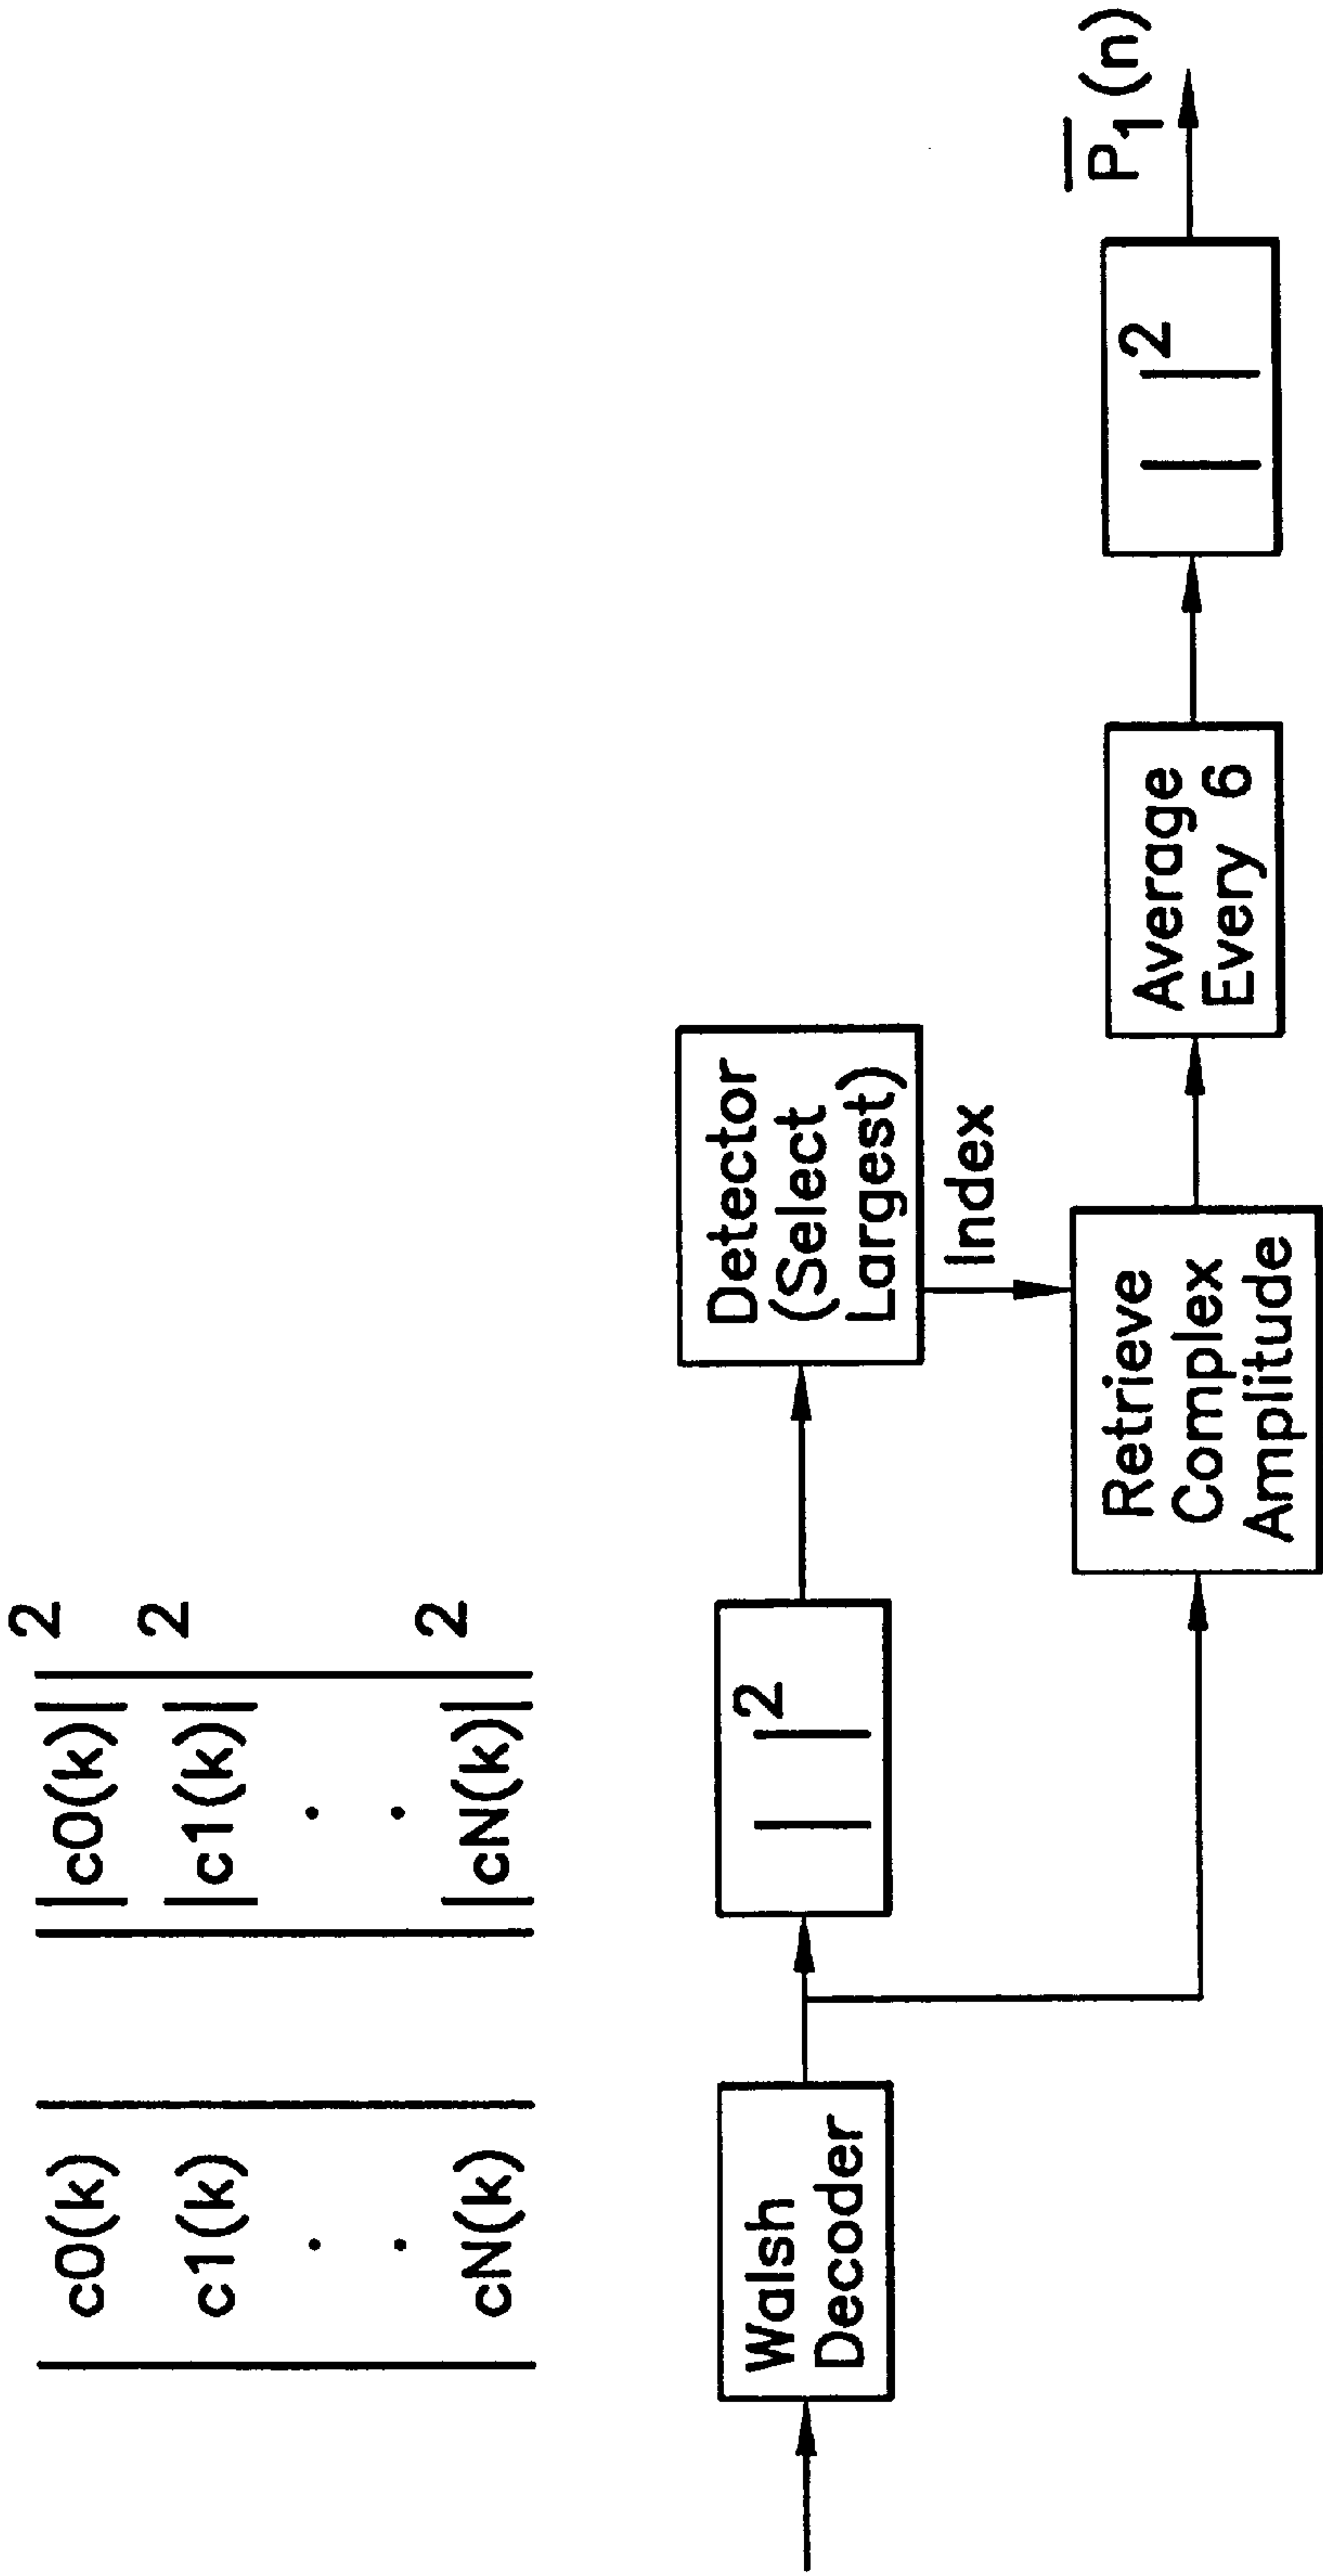 c0(k)
c1(k)
.
.
cN(k)
|c0(k)|²
|c1(k)|²
.
.
|cN(k)|²
Walsh
Decoder
| |²
Detector
(Select
Largest)
Index
Retrieve
Complex
Amplitude
Average
Every 6
| |²
P̅₁(n)